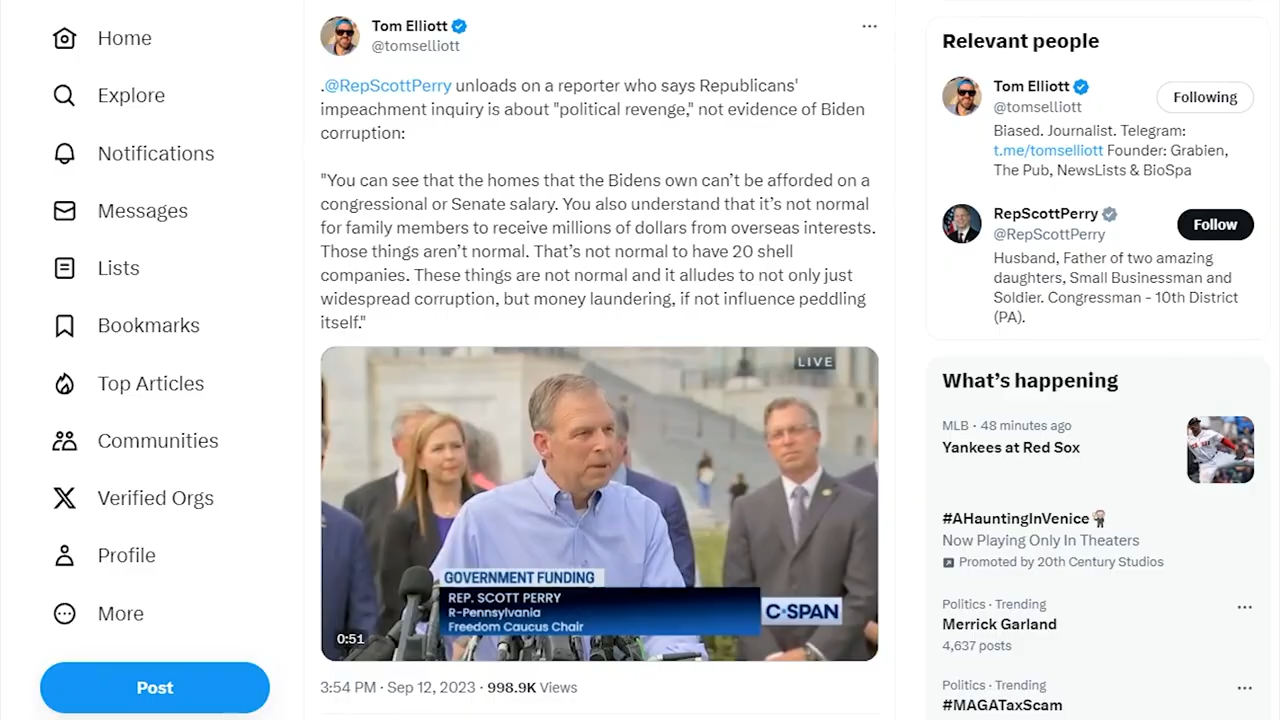 Home
Explore
Notifications
Messages
Lists
Bookmarks
Top Articles
Communities
Verified Orgs
Profile
More
Post
Tom Elliott
@tomselliott
.@RepScottPerry unloads on a reporter who says Republicans'
impeachment inquiry is about "political revenge," not evidence of Biden
corruption:
"You can see that the homes that the Bidens own can’t be afforded on a
congressional or Senate salary. You also understand that it’s not normal
for family members to receive millions of dollars from overseas interests.
Those things aren’t normal. That’s not normal to have 20 shell
companies. These things are not normal and it alludes to not only just
widespread corruption, but money laundering, if not influence peddling
itself."
LIVE
GOVERNMENT FUNDING
REP. SCOTT PERRY
R-Pennsylvania
Freedom Caucus Chair
C-SPAN
0:51
3:54 PM · Sep 12, 2023 · 998.9K Views
Relevant people
Tom Elliott
@tomselliott
Following
Biased. Journalist. Telegram:
t.me/tomselliott Founder: Grabien,
The Pub, NewsLists & BioSpa
RepScottPerry
@RepScottPerry
Follow
Husband, Father of two amazing
daughters, Small Businessman and
Soldier. Congressman - 10th District
(PA).
What’s happening
MLB · 48 minutes ago
Yankees at Red Sox
#AHauntingInVenice
Now Playing Only In Theaters
Promoted by 20th Century Studios
Politics · Trending
Merrick Garland
4,637 posts
Politics · Trending
#MAGATaxScam